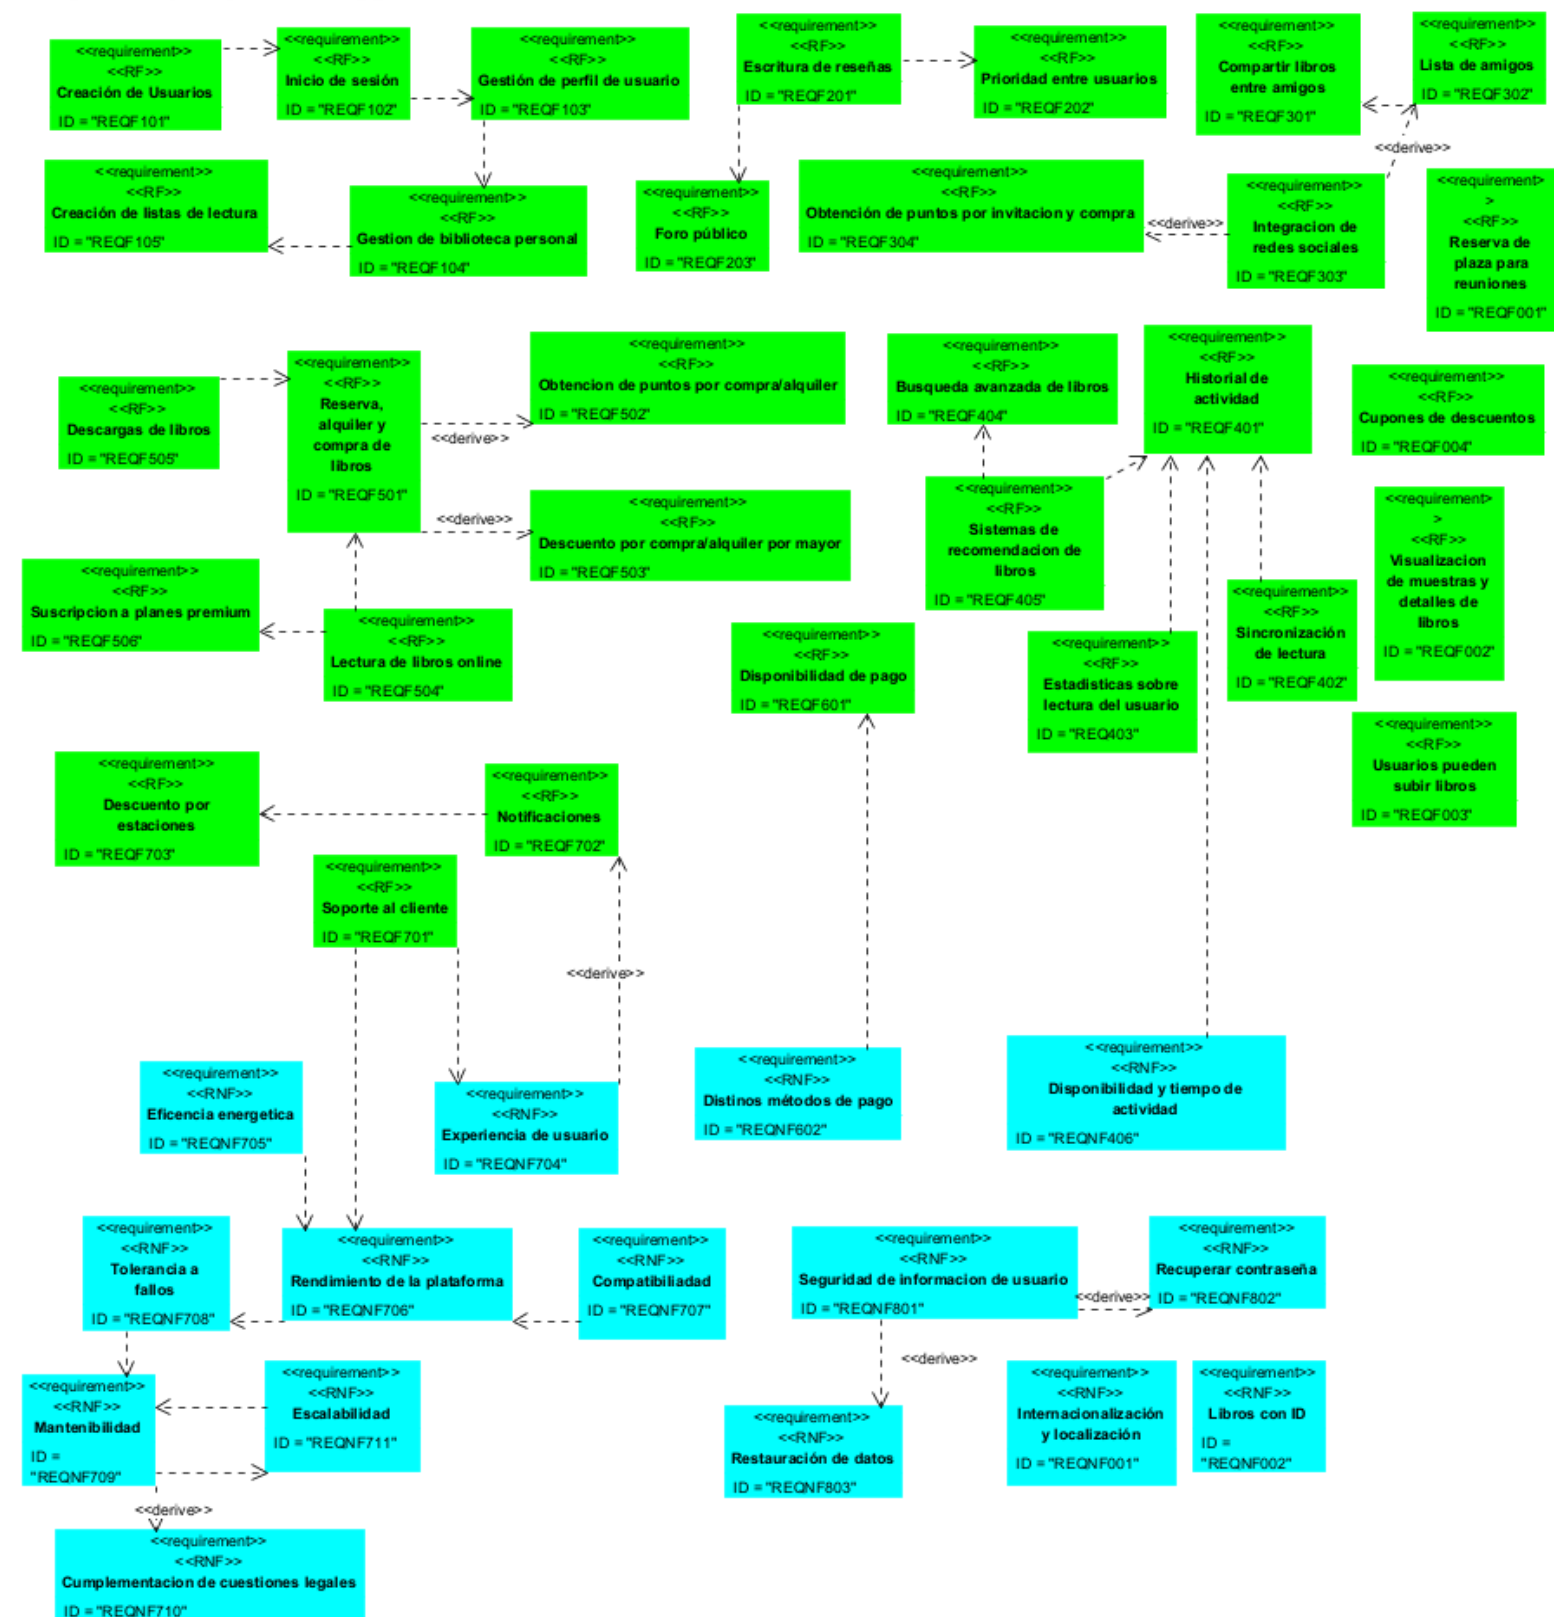 <<requirement>>
<<RF>>
Creación de Usuarios
ID = "REQF101"
<<requirement>>
<<RF>>
Inicio de sesión
ID = "REQF102"
<<requirement>>
<<RF>>
Gestión de perfil de usuario
ID = "REQF103"
<<requirement>>
<<RF>>
Escritura de reseñas
ID = "REQF201"
<<requirement>>
<<RF>>
Prioridad entre usuarios
ID = "REQF202"
<<requirement>>
<<RF>>
Compartir libros
entre amigos
ID = "REQF301"
<<requirement>>
<<RF>>
Lista de amigos
ID = "REQF302"
<<derive>>
<<requirement>>
<<RF>>
Creación de listas de lectura
ID = "REQF105"
<<requirement>>
<<RF>>
Gestion de biblioteca personal
ID = "REQF104"
<<requirement>>
<<RF>>
Foro público
ID = "REQF203"
<<requirement>>
<<RF>>
Obtención de puntos por invitacion y compra
ID = "REQF304"
<<derive>>
<<requirement>>
<<RF>>
Integracion de
redes sociales
ID = "REQF303"
<<requirement>
>
<<RF>>
Reserva de
plaza para
reuniones
ID = "REQF001"
<<requirement>>
<<RF>>
Descargas de libros
ID = "REQF505"
<<requirement>>
<<RF>>
Reserva,
alquiler y
compra de
libros
ID = "REQF501"
<<requirement>>
<<RF>>
Obtencion de puntos por compra/alquiler
ID = "REQF502"
<<derive>>
<<requirement>>
<<RF>>
Busqueda avanzada de libros
ID = "REQF404"
<<requirement>>
<<RF>>
Historial de
actividad
ID = "REQF401"
<<requirement>>
<<RF>>
Cupones de descuentos
ID = "REQF004"
<<derive>>
<<requirement>>
<<RF>>
Descuento por compra/alquiler por mayor
ID = "REQF503"
<<requirement>>
<<RF>>
Sistemas de
recomendacion de
libros
ID = "REQF405"
<<requirement>
>
<<RF>>
Visualizacion
de muestras y
detalles de
libros
ID = "REQF002"
<<requirement>>
<<RF>>
Suscripcion a planes premium
ID = "REQF506"
<<requirement>>
<<RF>>
Lectura de libros online
ID = "REQF504"
<<requirement>>
<<RF>>
Disponibilidad de pago
ID = "REQF601"
<<requirement>>
<<RF>>
Estadisticas sobre
lectura del usuario
ID = "REQ403"
<<requirement>>
<<RF>>
Sincronización
de lectura
ID = "REQF402"
<<requirement>>
<<RF>>
Usuarios pueden
subir libros
ID = "REQF003"
<<requirement>>
<<RF>>
Descuento por
estaciones
ID = "REQF703"
<<requirement>>
<<RF>>
Notificaciones
ID = "REQF702"
<<requirement>>
<<RF>>
Soporte al cliente
ID = "REQF701"
<<derive>>
<<requirement>>
<<RNF>>
Eficencia energetica
ID = "REQNF705"
<<requirement>>
<<RNF>>
Experiencia de usuario
ID = "REQNF704"
<<requirement>>
<<RNF>>
Distinos métodos de pago
ID = "REQNF602"
<<requirement>>
<<RNF>>
Disponibilidad y tiempo de
actividad
ID = "REQNF406"
<<requirement>>
<<RNF>>
Tolerancia a
fallos
ID = "REQNF708"
<<requirement>>
<<RNF>>
Rendimiento de la plataforma
ID = "REQNF706"
<<requirement>>
<<RNF>>
Compatibiliadad
ID = "REQNF707"
<<requirement>>
<<RNF>>
Seguridad de informacion de usuario
ID = "REQNF801"
<<derive>>
<<requirement>>
<<RNF>>
Recuperar contraseña
ID = "REQNF802"
<<derive>>
<<requirement>>
<<RNF>>
Mantenibilidad
ID =
"REQNF709"
<<requirement>>
<<RNF>>
Escalabilidad
ID = "REQNF711"
<<requirement>>
<<RNF>>
Restauración de datos
ID = "REQNF803"
<<requirement>>
<<RNF>>
Internacionalización
y localización
ID = "REQNF001"
<<requirement>>
<<RNF>>
Libros con ID
ID =
"REQNF002"
<<derive>>
<<requirement>>
<<RNF>>
Cumplementacion de cuestiones legales
ID = "REQNF710"